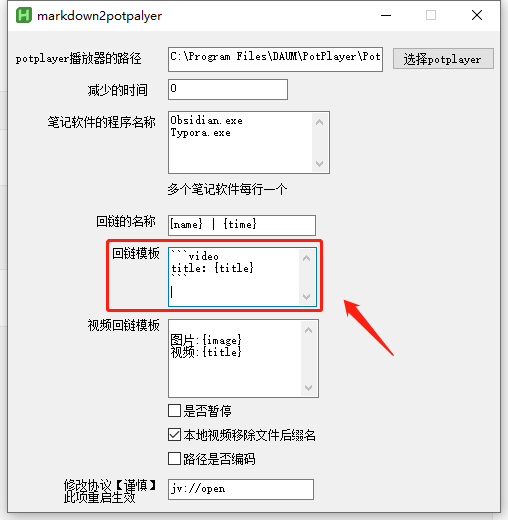 markdown2potpalyer
potplayer播放器的路径
C:\Program Files\DAUM\PotPlayer\Pot
选择potplayer
减少的时间
0
笔记软件的程序名称
Obsidian.exe
Typora.exe
多个笔记软件每行一个
回链的名称
{name} | {time}
回链模板
```video
title: {title}
```
视频回链模板
图片:{image}
视频:{title}
是否暂停
本地视频移除文件后缀名
路径是否编码
修改协议【谨慎】
此项重启生效
jv://open